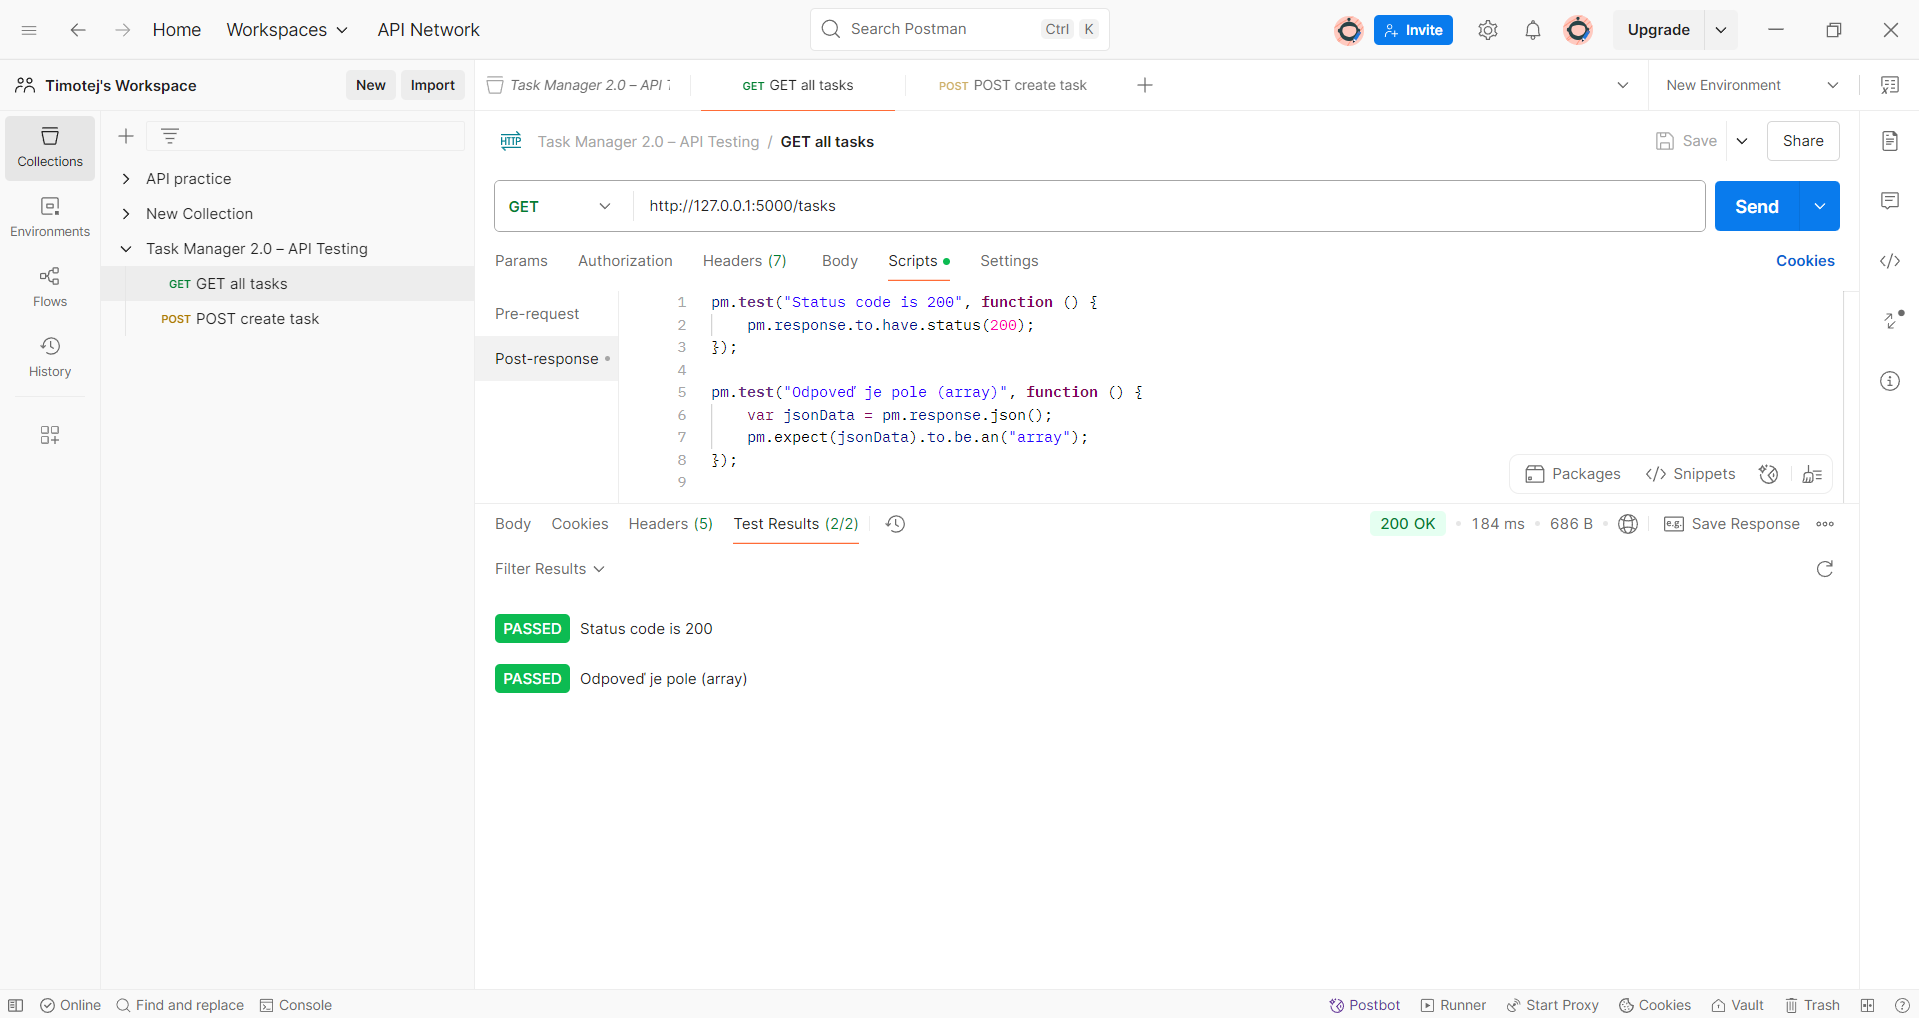 Home Workspaces API Network Search Postman Ctrl K Invite Upgrade
Timotej's Workspace New Import Task Manager 2.0 – API GET GET all tasks POST POST create task New Environment
Collections
Environments
Flows
History
API practice
New Collection
Task Manager 2.0 – API Testing
GET GET all tasks
POST POST create task
HTTP Task Manager 2.0 – API Testing / GET all tasks Save Share
GET http://127.0.0.1:5000/tasks Send
Params Authorization Headers (7) Body Scripts Settings Cookies
Pre-request
Post-response
1 pm.test("Status code is 200", function () {
2 pm.response.to.have.status(200);
3 });
4
5 pm.test("Odpoveď je pole (array)", function () {
6 var jsonData = pm.response.json();
7 pm.expect(jsonData).to.be.an("array");
8 });
9
Packages Snippets
Body Cookies Headers (5) Test Results (2/2) 200 OK 184 ms 686 B e.g. Save Response
Filter Results
PASSED Status code is 200
PASSED Odpoveď je pole (array)
Online Find and replace Console Postbot Runner Start Proxy Cookies Vault Trash